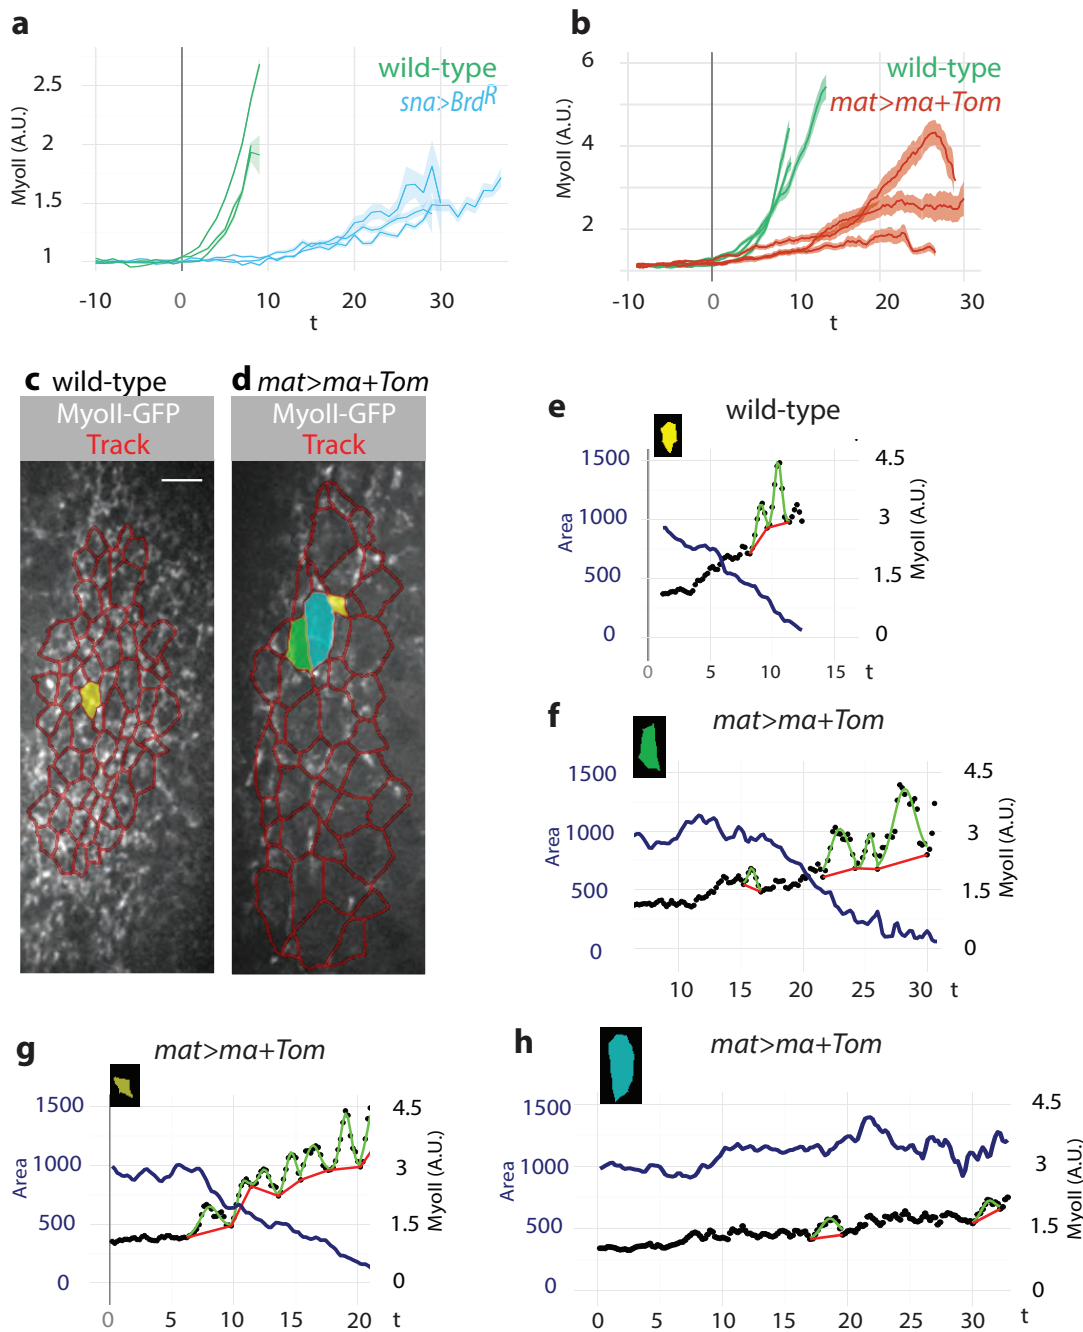 a
wild-type
sna>Brd^R
MyoII (A.U.)
2.5
2
1.5
1
-10
0
10
20
30
t
b
wild-type
mat>mα+Tom
MyoII (A.U.)
6
4
2
-10
0
10
20
30
t
c wild-type
MyoII-GFP
Track
d mat>mα+Tom
MyoII-GFP
Track
e
wild-type
Area
1500
1000
500
0
4.5
3
1.5
0
MyoII (A.U.)
0
5
10
15
t
f
mat>mα+Tom
Area
1500
1000
500
0
4.5
3
1.5
0
MyoII (A.U.)
10
15
20
25
30
t
g
mat>mα+Tom
Area
1500
1000
500
0
4.5
3
1.5
0
MyoII (A.U.)
0
5
10
15
20
t
h
mat>mα+Tom
Area
1500
1000
500
0
4.5
3
1.5
0
MyoII (A.U.)
0
5
10
15
20
25
30
t